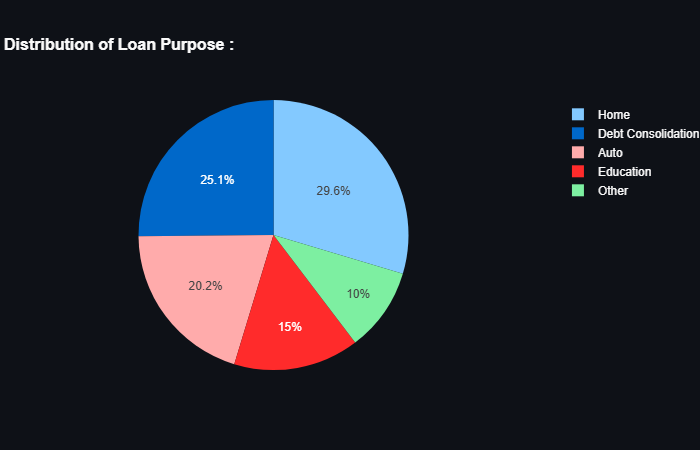 Distribution of Loan Purpose :
Home
Debt Consolidation
Auto
Education
Other
25.1%
29.6%
20.2%
10%
15%